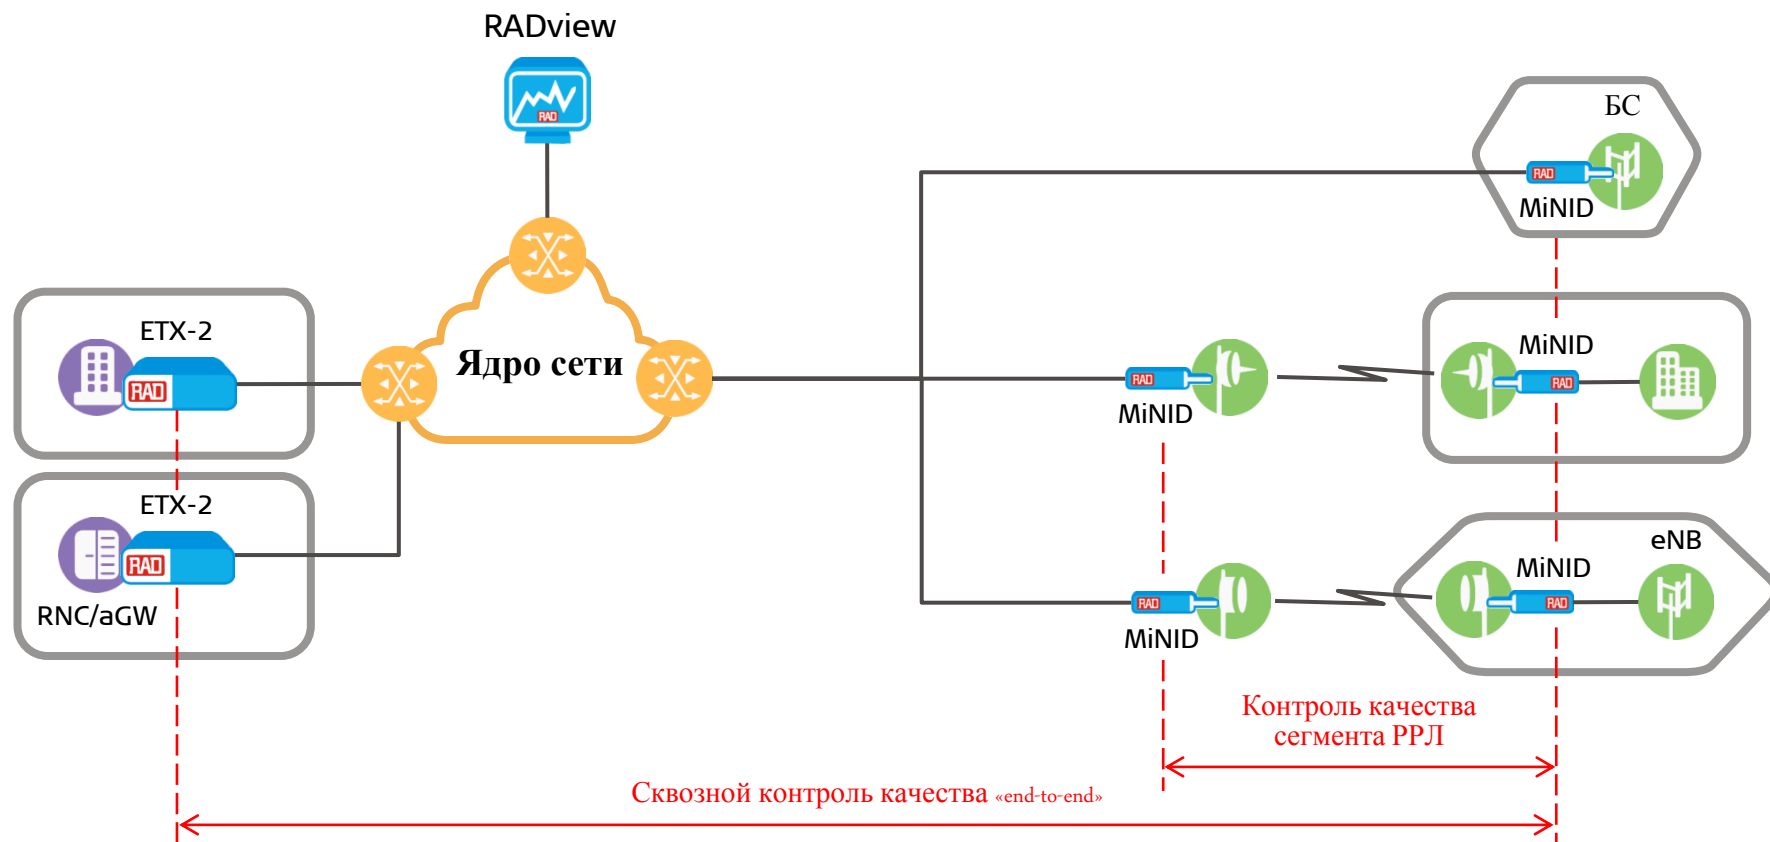 RADview
RAD
БС
RAD
MiNID
ETX-2
RAD
Ядро сети
MiNID
RAD
RAD
MiNID
ETX-2
RAD
RNC/aGW
eNB
MiNID
RAD
RAD
MiNID
Контроль качества
сегмента РРЛ
Сквозной контроль качества «end-to-end»